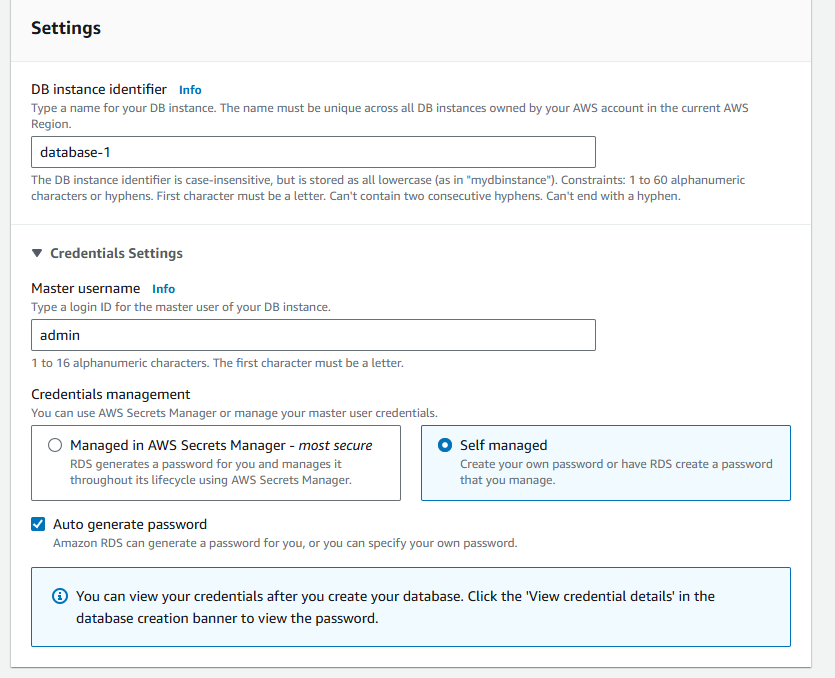 Settings
DB instance identifier Info
Type a name for your DB instance. The name must be unique across all DB instances owned by your AWS account in the current AWS
Region.
database-1
The DB instance identifier is case-insensitive, but is stored as all lowercase (as in "mydbinstance"). Constraints: 1 to 60 alphanumeric
characters or hyphens. First character must be a letter. Can't contain two consecutive hyphens. Can't end with a hyphen.
Credentials Settings
Master username Info
Type a login ID for the master user of your DB instance.
admin
1 to 16 alphanumeric characters. The first character must be a letter.
Credentials management
You can use AWS Secrets Manager or manage your master user credentials.
Managed in AWS Secrets Manager - most secure
RDS generates a password for you and manages it
throughout its lifecycle using AWS Secrets Manager.
Self managed
Create your own password or have RDS create a password
that you manage.
Auto generate password
Amazon RDS can generate a password for you, or you can specify your own password.
You can view your credentials after you create your database. Click the 'View credential details' in the
database creation banner to view the password.